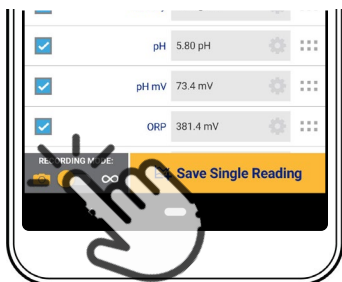 pH 5.80 pH
pH mV 73.4 mV
ORP 381.4 mV
RECORDING MODE:
Save Single Reading